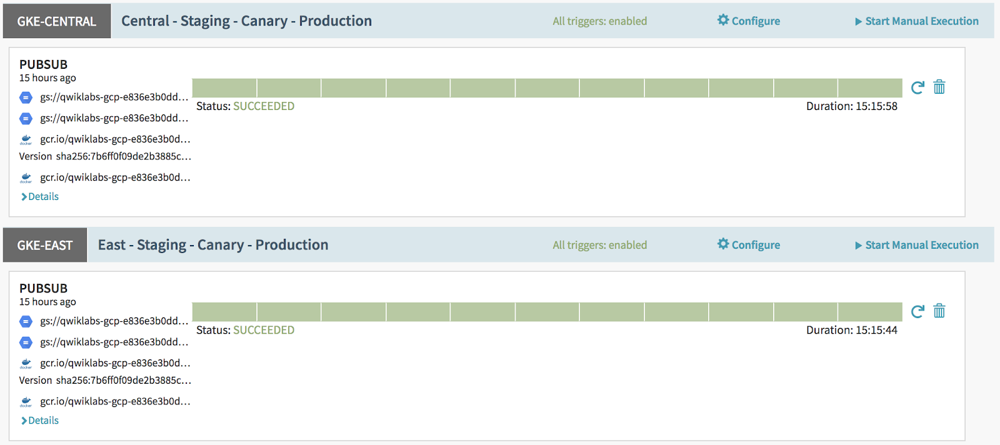 GKE-CENTRAL Central - Staging - Canary - Production All triggers: enabled Configure Start Manual Execution
PUBSUB
15 hours ago
gs://qwiklabs-gcp-e836e3b0dd...
Status: SUCCEEDED Duration: 15:15:58
gs://qwiklabs-gcp-e836e3b0dd...
docker gcr.io/qwiklabs-gcp-e836e3b0d...
Version sha256:7b6ff0f09de2b3885c...
docker gcr.io/qwiklabs-gcp-e836e3b0d...
Details
GKE-EAST East - Staging - Canary - Production All triggers: enabled Configure Start Manual Execution
PUBSUB
15 hours ago
gs://qwiklabs-gcp-e836e3b0dd...
Status: SUCCEEDED Duration: 15:15:44
gs://qwiklabs-gcp-e836e3b0dd...
docker gcr.io/qwiklabs-gcp-e836e3b0d...
Version sha256:7b6ff0f09de2b3885c...
docker gcr.io/qwiklabs-gcp-e836e3b0d...
Details